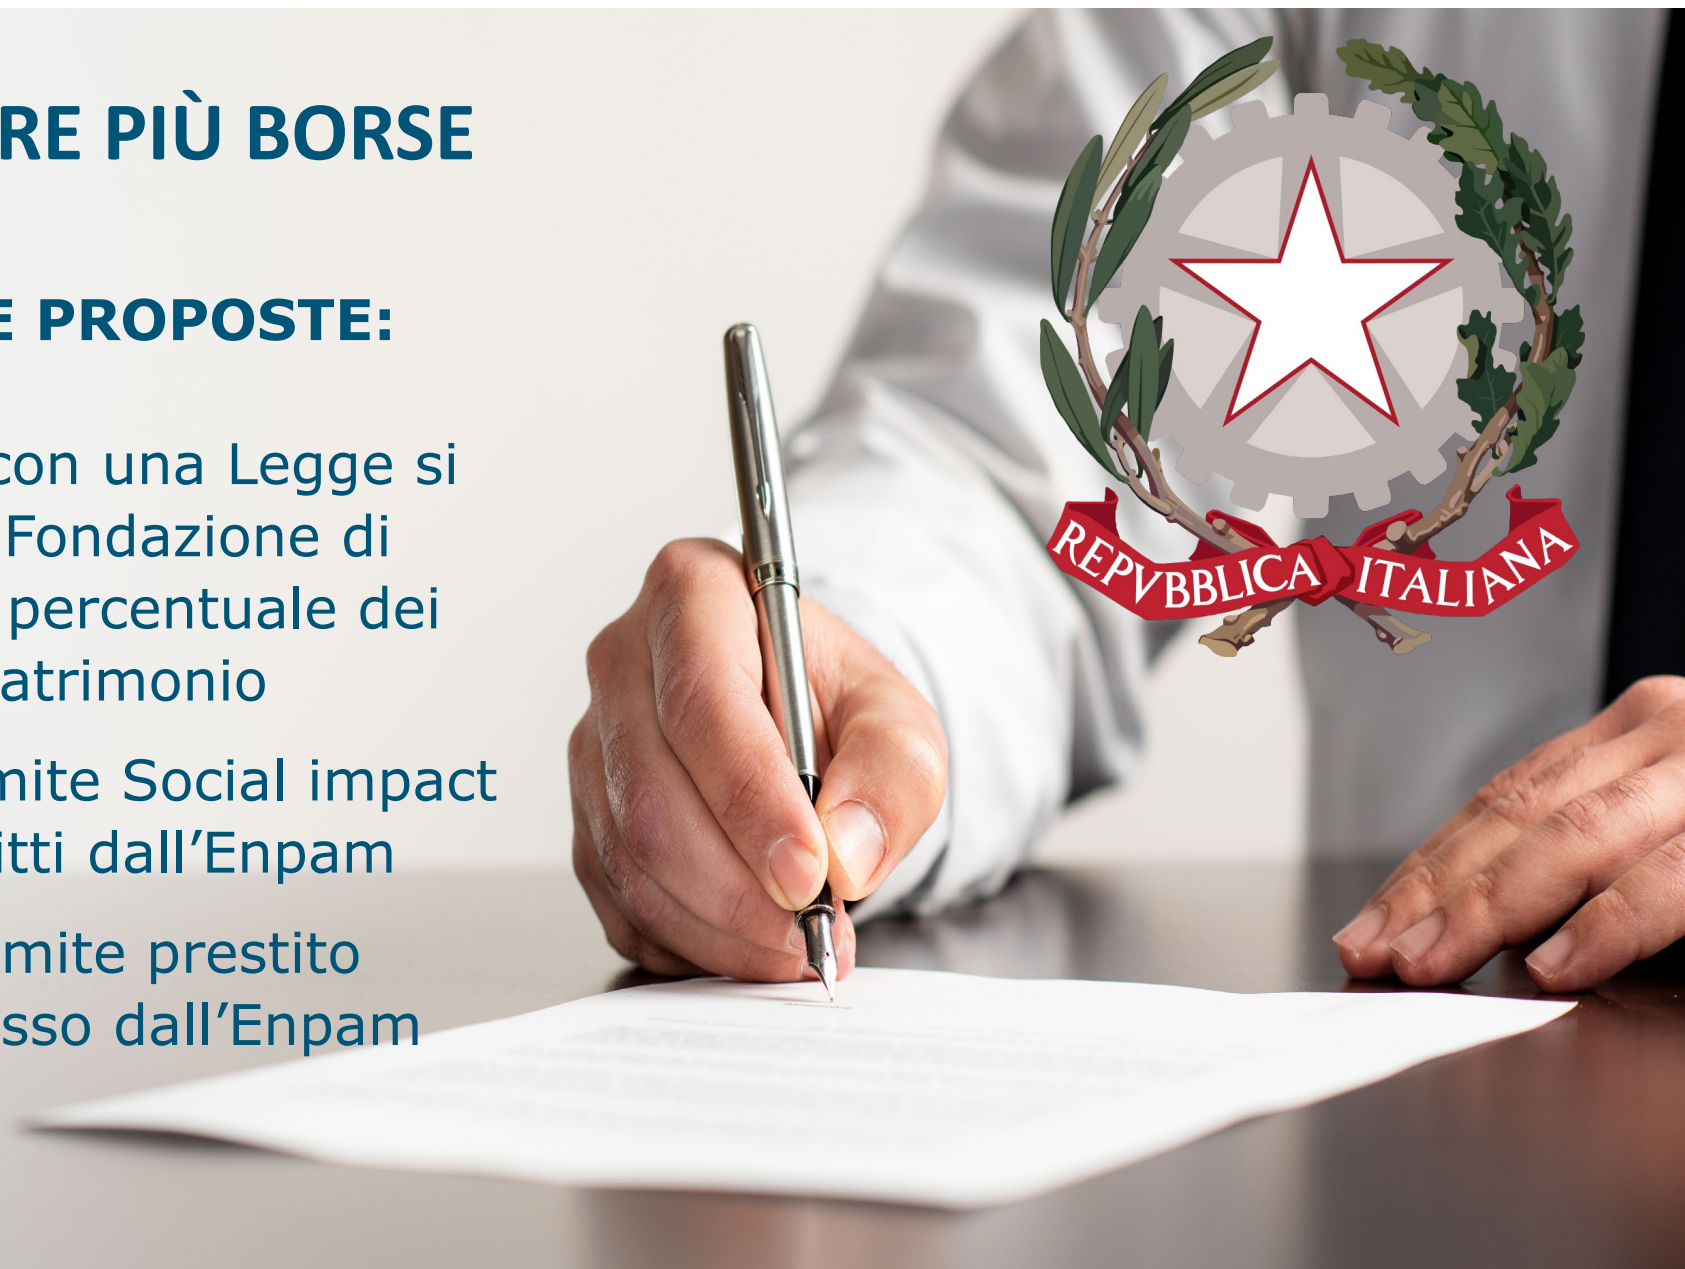 RE PIÙ BORSE
E PROPOSTE:
con una Legge si
Fondazione di
percentuale dei
atrimonio
mite Social impact
itti dall’Enpam
mite prestito
sso dall’Enpam
REPVBBLICA ITALIANA